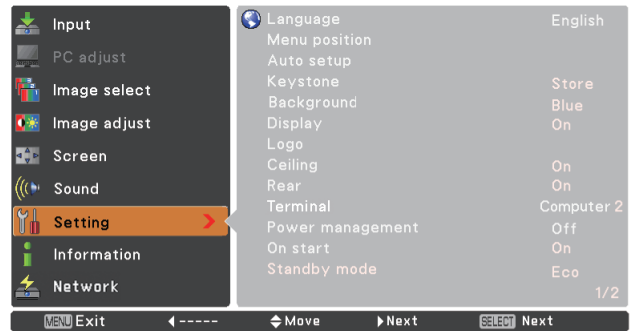 Input
PC adjust
Image select
Image adjust
Screen
Sound
Setting
Information
Network
Language English
Menu position
Auto setup
Keystone Store
Background Blue
Display On
Logo
Ceiling On
Rear On
Terminal Computer 2
Power management Off
On start On
Standby mode Eco
1/2
MENU Exit ----- Move Next SELECT Next